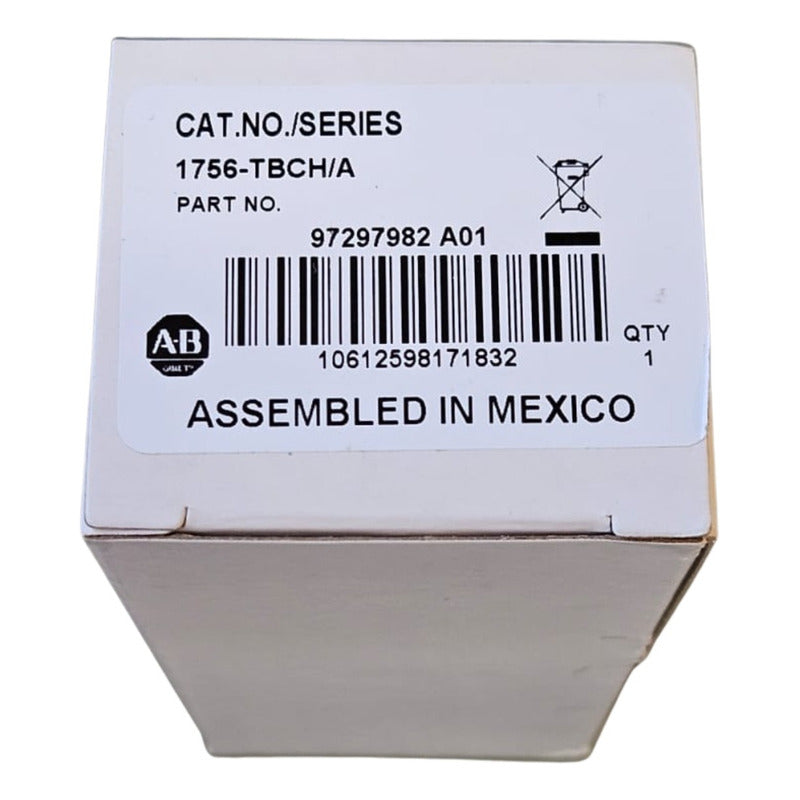 CAT.NO./SERIES
1756-TBCH/A
PART NO.
97297982 A01
A·B
QTY
10612598171832
1
ASSEMBLED IN MEXICO